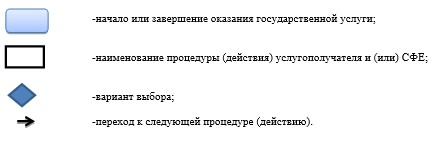 -начало или завершение оказания государственной услуги;
-наименование процедуры (действия) услугополучателя и (или) СФЕ;
-вариант выбора;
-переход к следующей процедуре (действию).